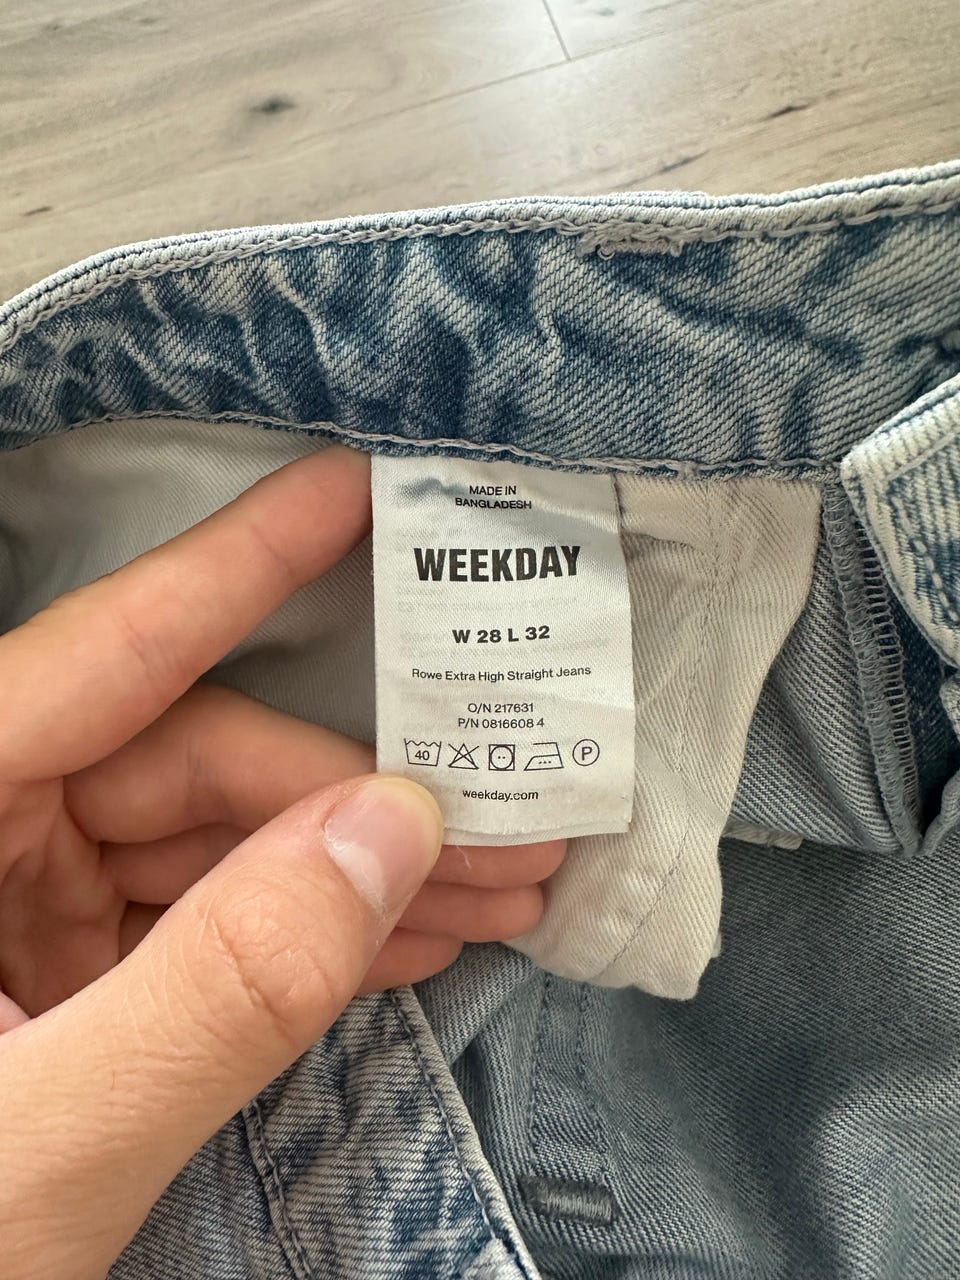 MADE IN
BANGLADESH
WEEKDAY
W 28 L 32
Rowe Extra High Straight Jeans
O/N 217631
P/N 0816608 4
40
P
weekday.com